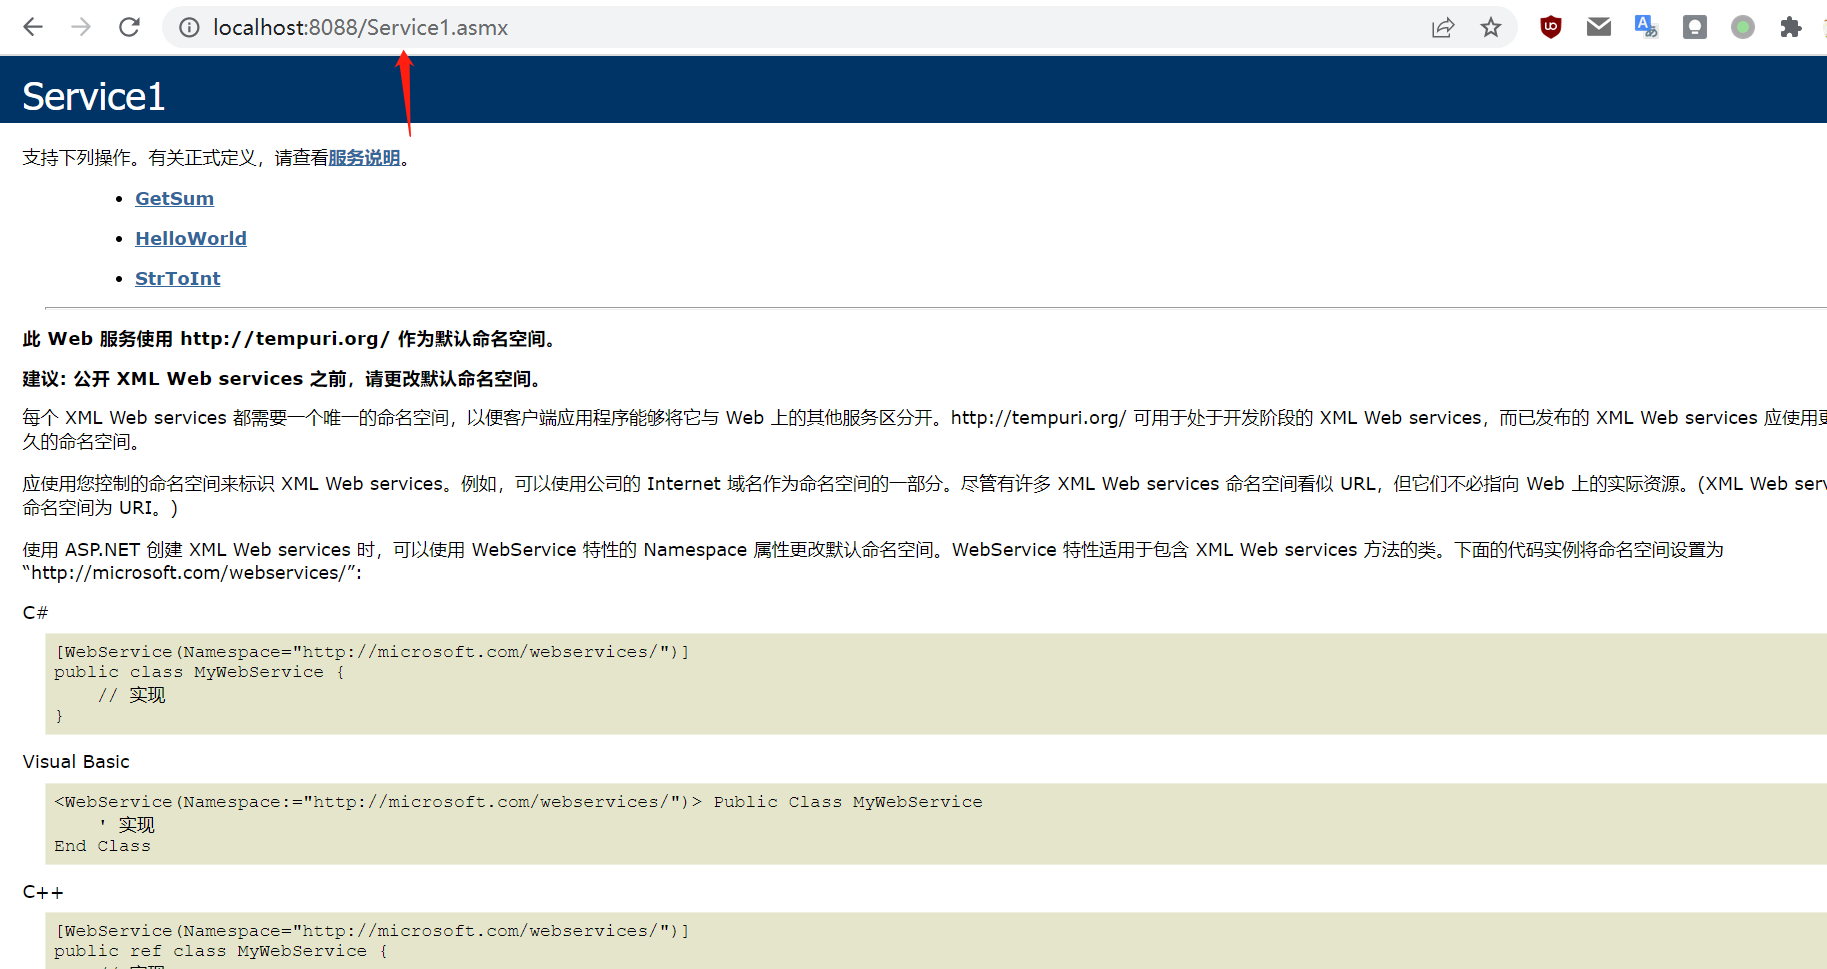 localhost:8088/Service1.asmx
Service1
支持下列操作。有关正式定义，请查看服务说明。
• GetSum
• HelloWorld
• StrToInt
此 Web 服务使用 http://tempuri.org/ 作为默认命名空间。
建议: 公开 XML Web services 之前，请更改默认命名空间。
每个 XML Web services 都需要一个唯一的命名空间，以便客户端应用程序能够将它与 Web 上的其他服务区分开。http://tempuri.org/ 可用于处于开发阶段的 XML Web services，而已发布的 XML Web services 应使用更
久的命名空间。
应使用您控制的命名空间来标识 XML Web services。例如，可以使用公司的 Internet 域名作为命名空间的一部分。尽管有许多 XML Web services 命名空间看似 URL，但它们不必指向 Web 上的实际资源。(XML Web serv
命名空间为 URI。)
使用 ASP.NET 创建 XML Web services 时，可以使用 WebService 特性的 Namespace 属性更改默认命名空间。WebService 特性适用于包含 XML Web services 方法的类。下面的代码实例将命名空间设置为
“http://microsoft.com/webservices/”:
C#
[WebService(Namespace="http://microsoft.com/webservices/")]
public class MyWebService {
// 实现
}
Visual Basic
<WebService(Namespace:="http://microsoft.com/webservices/")> Public Class MyWebService
' 实现
End Class
C++
[WebService(Namespace="http://microsoft.com/webservices/")]
public ref class MyWebService {
// 实现